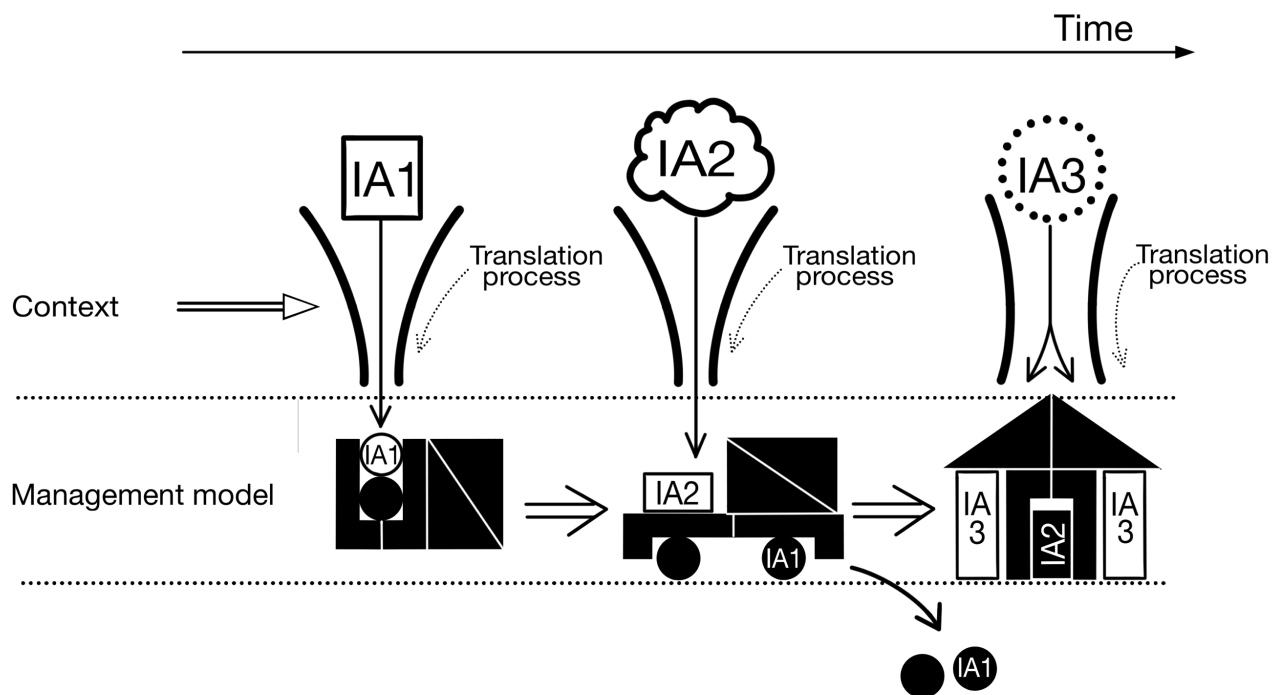 Time
IA1
IA2
IA3
Translation
process
Translation
process
Translation
process
Context
IA1
Management model
IA2
IA1
IA
3
IA2
IA
3
IA1